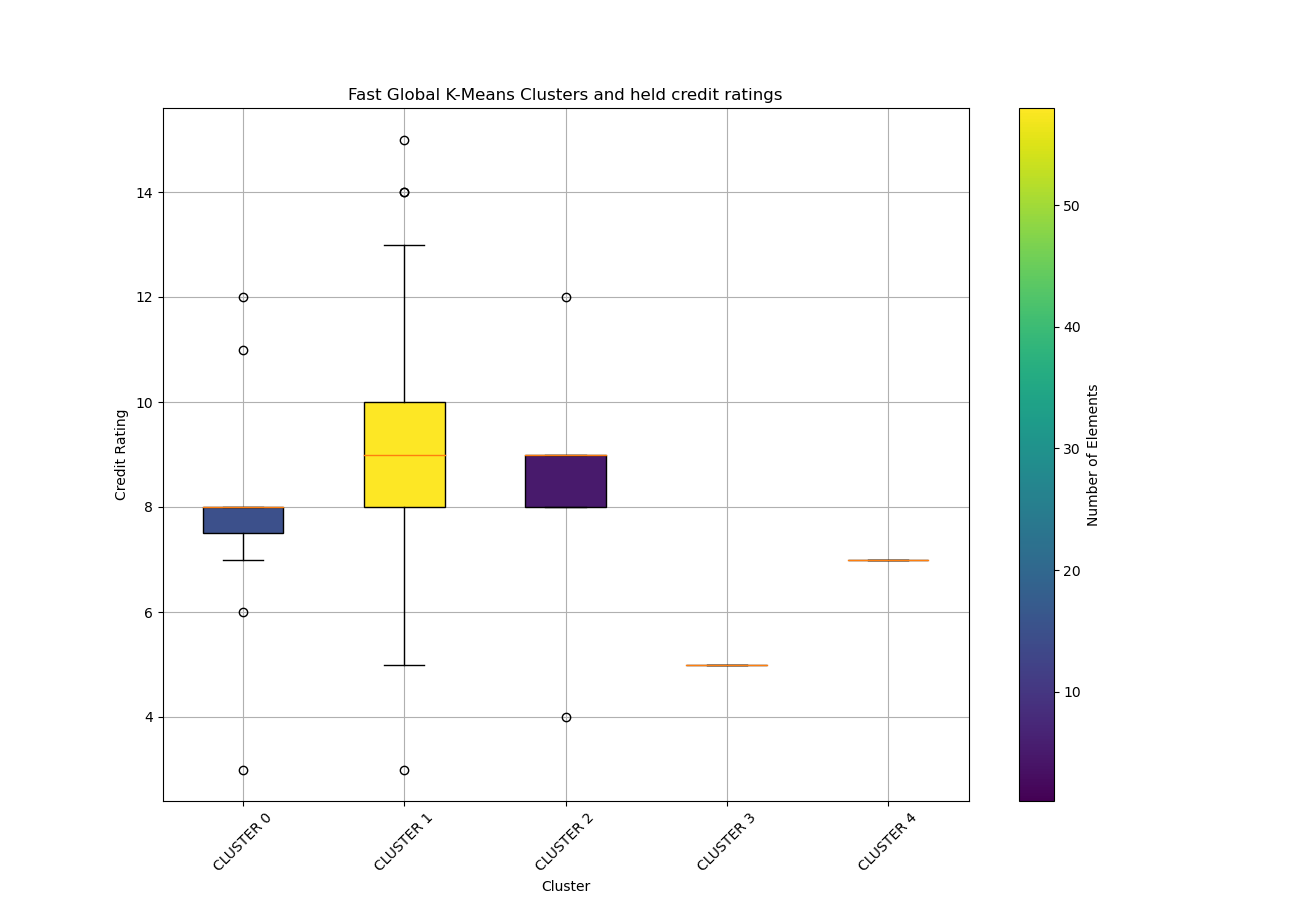 Fast Global K-Means Clusters and held credit ratings
Credit Rating
14
12
10
8
6
4
CLUSTER 0
CLUSTER 1
CLUSTER 2
CLUSTER 3
CLUSTER 4
Cluster
50
40
30
20
10
Number of Elements